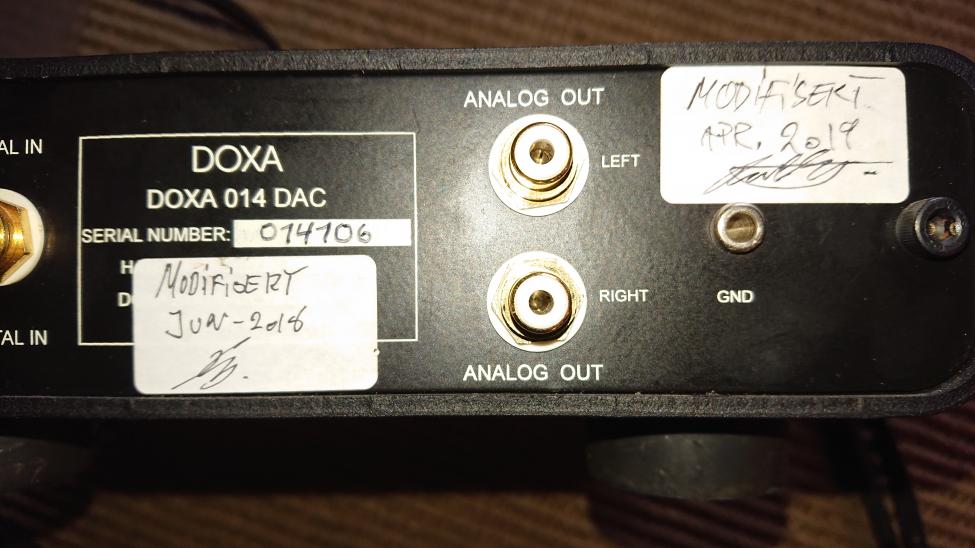 ANALOG OUT
MODIFISERT
APR. 2019
AL IN
LEFT
DOXA
DOXA 014 DAC
SERIAL NUMBER: 014106
MODIFISERT
JUN-2018
RIGHT
GND
TAL IN
ANALOG OUT